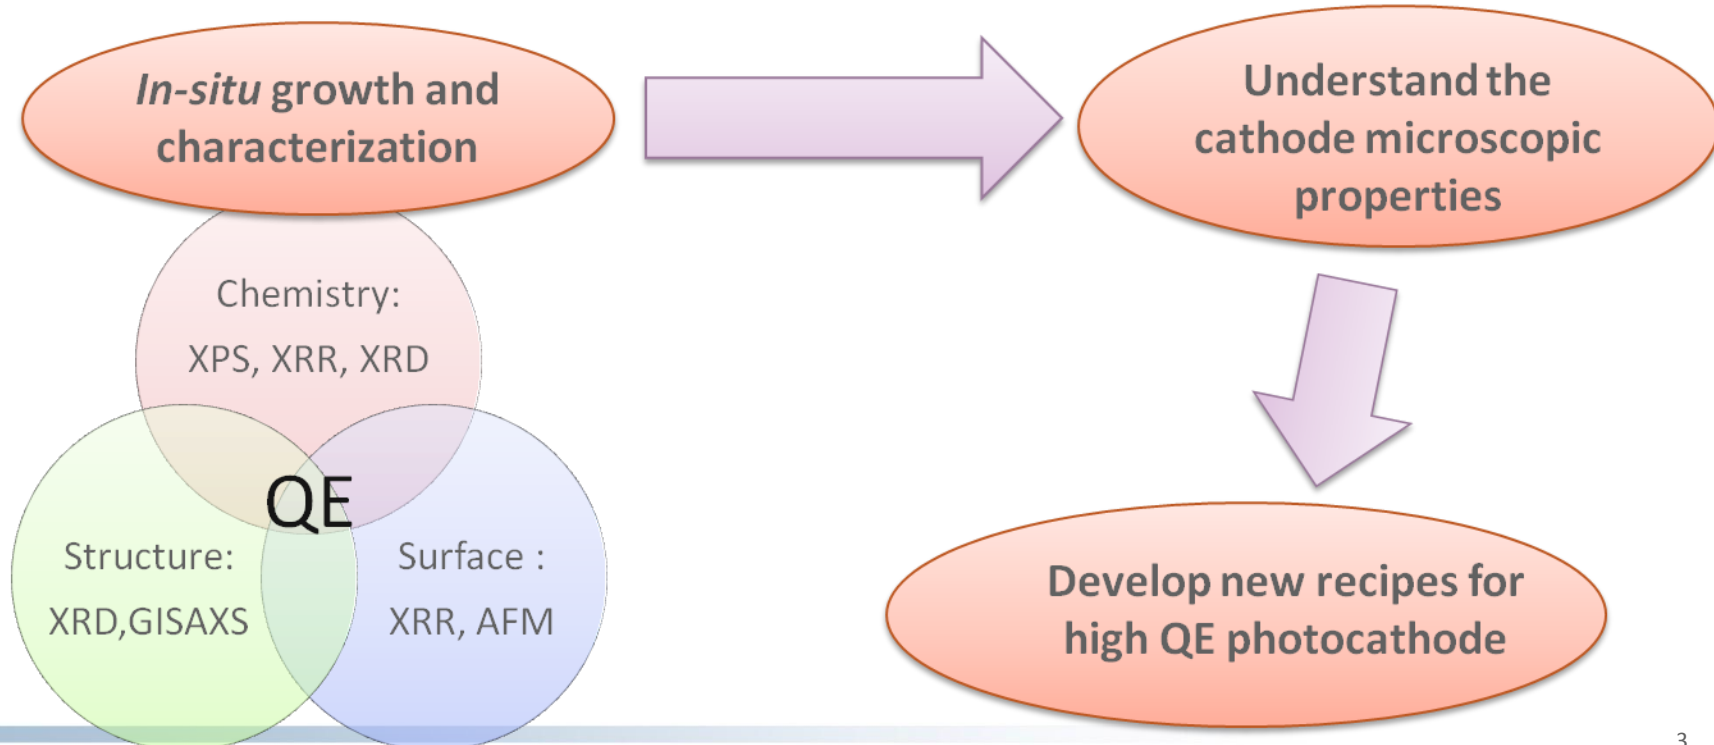 In-situ growth and
characterization
Understand the
cathode microscopic
properties
Chemistry:
XPS, XRR, XRD
QE
Structure:
XRD,GISAXS
Surface :
XRR, AFM
Develop new recipes for
high QE photocathode
3